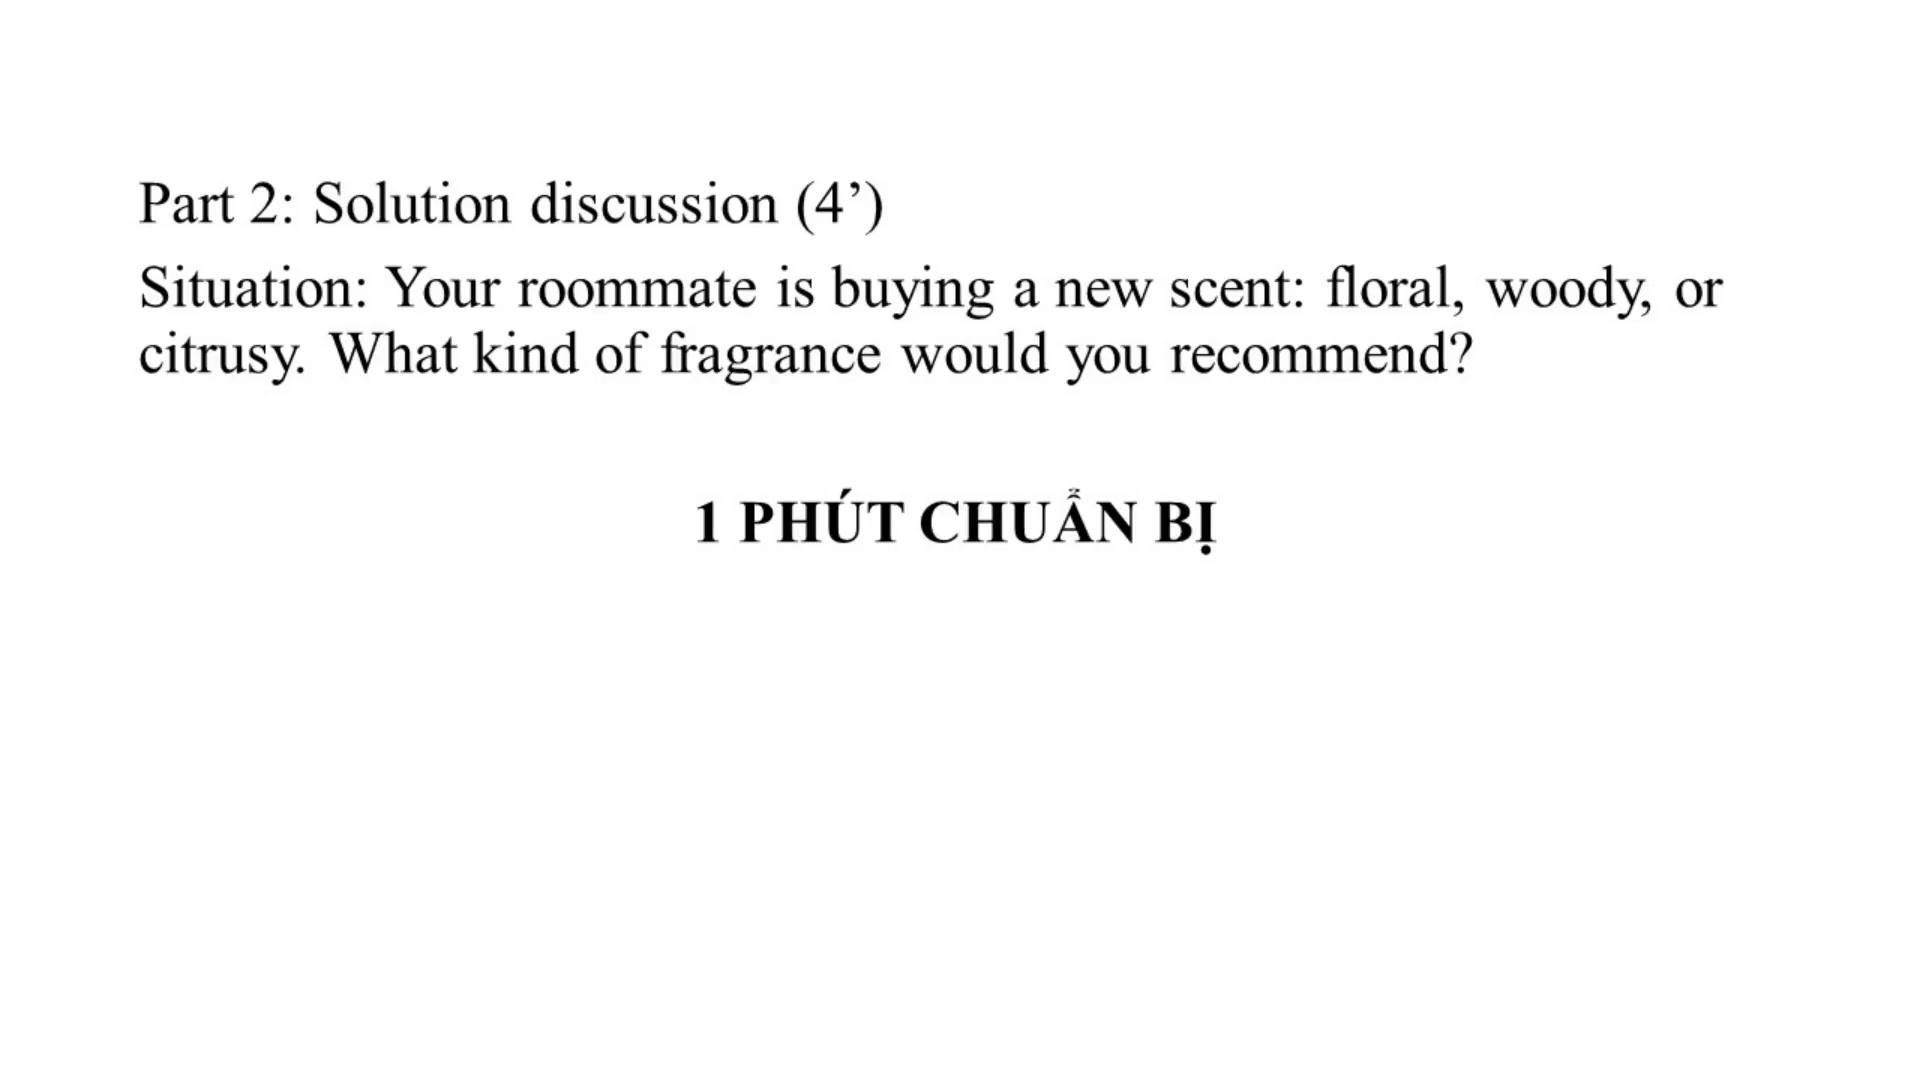 Part 2: Solution discussion (4’)
Situation: Your roommate is buying a new scent: floral, woody, or
citrusy. What kind of fragrance would you recommend?
1 PHÚT CHUẨN BỊ